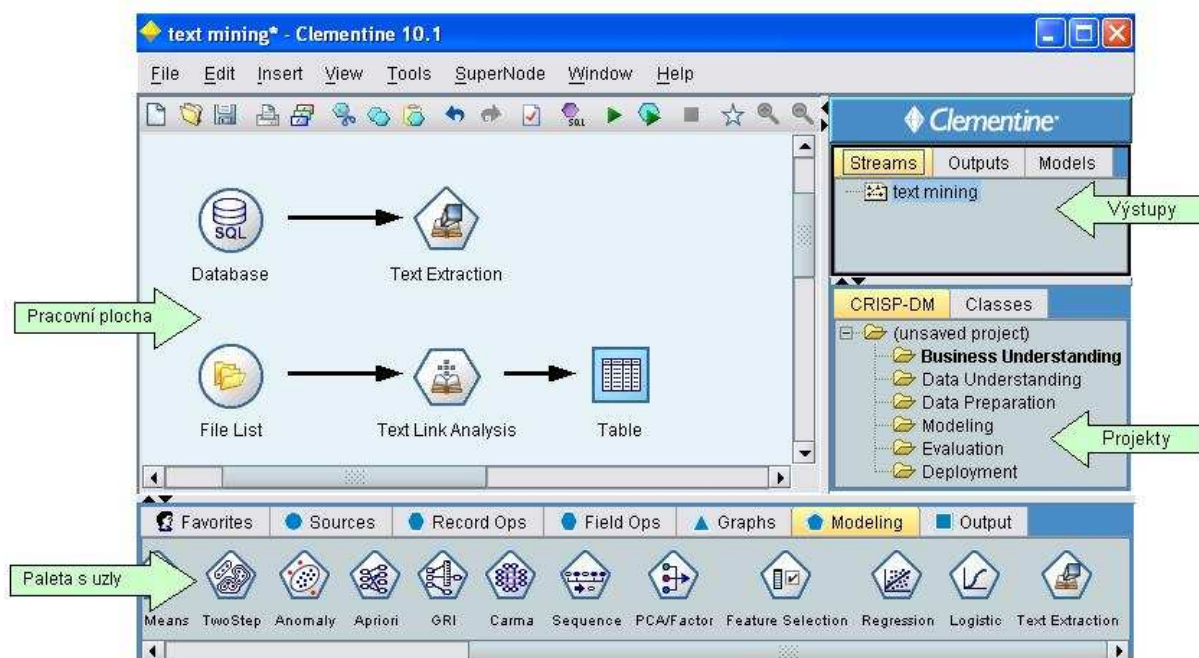 text mining* - Clementine 10.1
File Edit Insert View Tools SuperNode Window Help
SQL
Clementine
Streams Outputs Models
text mining
Výstupy
SQL
Database Text Extraction
Pracovní plocha
File List Text Link Analysis Table
CRISP-DM Classes
(unsaved project)
Business Understanding
Data Understanding
Data Preparation
Modeling
Evaluation
Deployment
Projekty
Favorites Sources Record Ops Field Ops Graphs Modeling Output
Paleta s uzly
Means TwoStep Anomaly Apriori GRI Carma Sequence PCA/Factor Feature Selection Regression Logistic Text Extraction